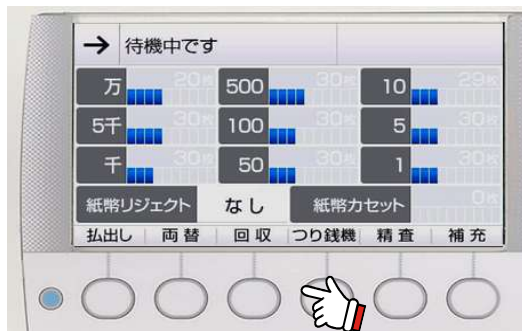 → 待機中です
万 20枚 500 30枚 10 29枚
5千 30枚 100 30枚 5 30枚
千 30枚 50 30枚 1 30枚
紙幣リジェクト なし 紙幣カセット 0枚
払出し 両替 回収 つり銭機 精査 補充